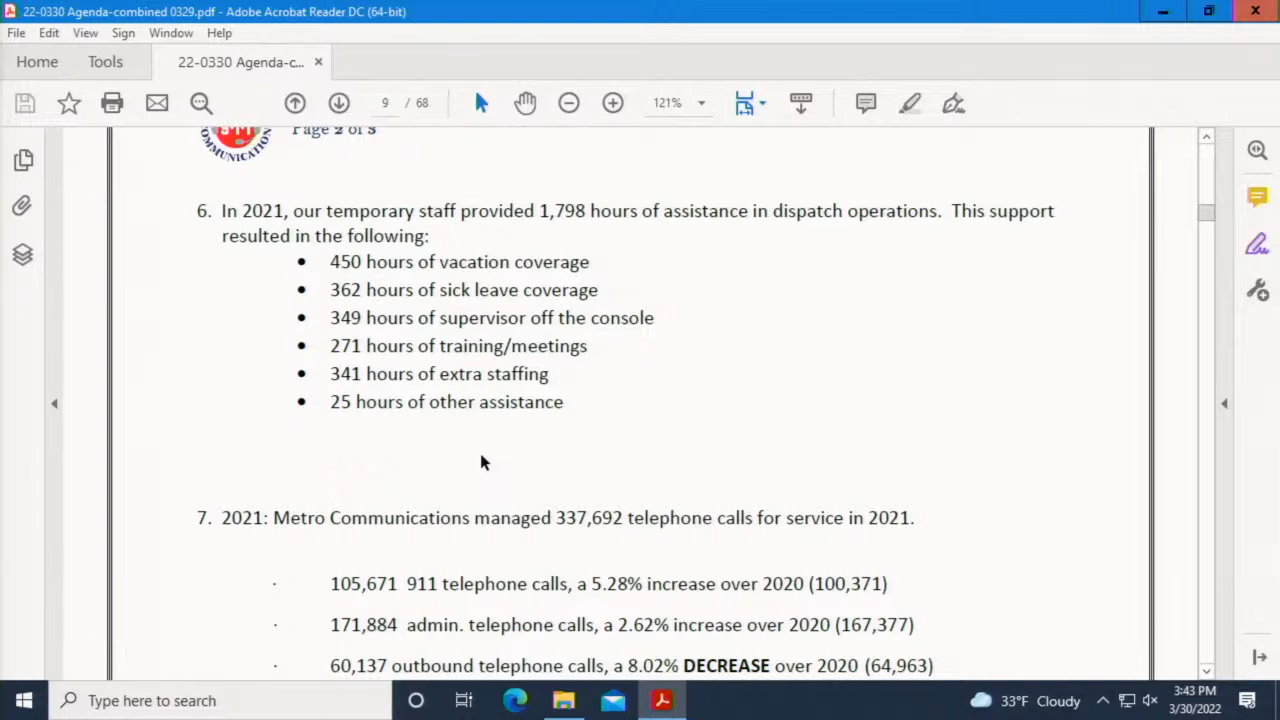 22-0330 Agenda-combined 0329.pdf - Adobe Acrobat Reader DC (64-bit)
File Edit View Sign Window Help
Home Tools 22-0330 Agenda-c...
9 / 68 121%
COMMUNICATION
Page 2 of 3
6. In 2021, our temporary staff provided 1,798 hours of assistance in dispatch operations. This support
resulted in the following:
• 450 hours of vacation coverage
• 362 hours of sick leave coverage
• 349 hours of supervisor off the console
• 271 hours of training/meetings
• 341 hours of extra staffing
• 25 hours of other assistance
7. 2021: Metro Communications managed 337,692 telephone calls for service in 2021.
· 105,671 911 telephone calls, a 5.28% increase over 2020 (100,371)
· 171,884 admin. telephone calls, a 2.62% increase over 2020 (167,377)
· 60,137 outbound telephone calls, a 8.02% DECREASE over 2020 (64,963)
Type here to search
33°F Cloudy
3:43 PM
3/30/2022